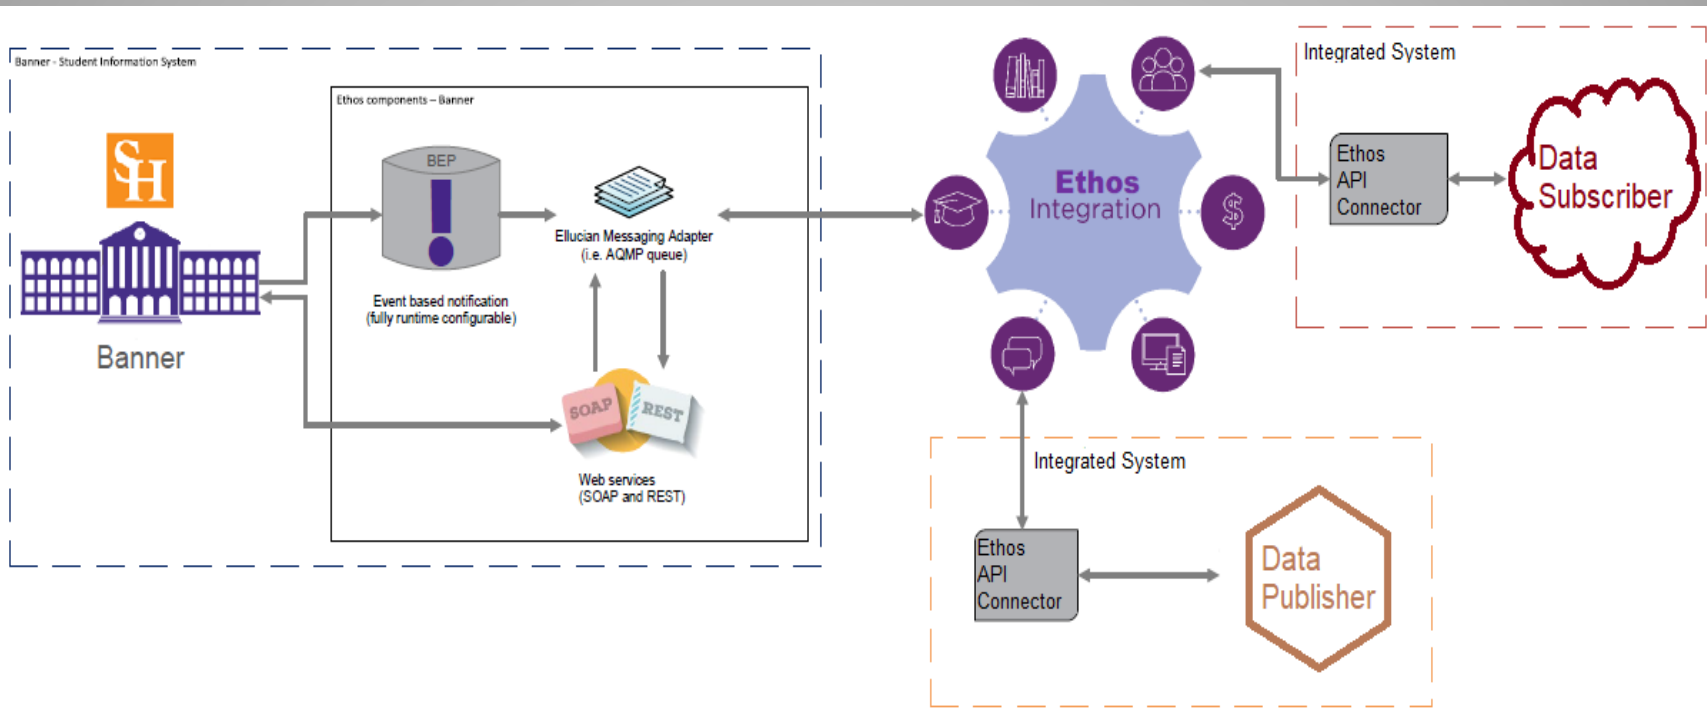 Banner - Student Information System
Ethos components – Banner
SH
Banner
BEP
Event based notification
(fully runtime configurable)
Ellucian Messaging Adapter
(i.e. AQMP queue)
SOAP
REST
Web services
(SOAP and REST)
Ethos
Integration
$
Integrated System
Ethos
API
Connector
Data
Subscriber
Integrated System
Ethos
API
Connector
Data
Publisher